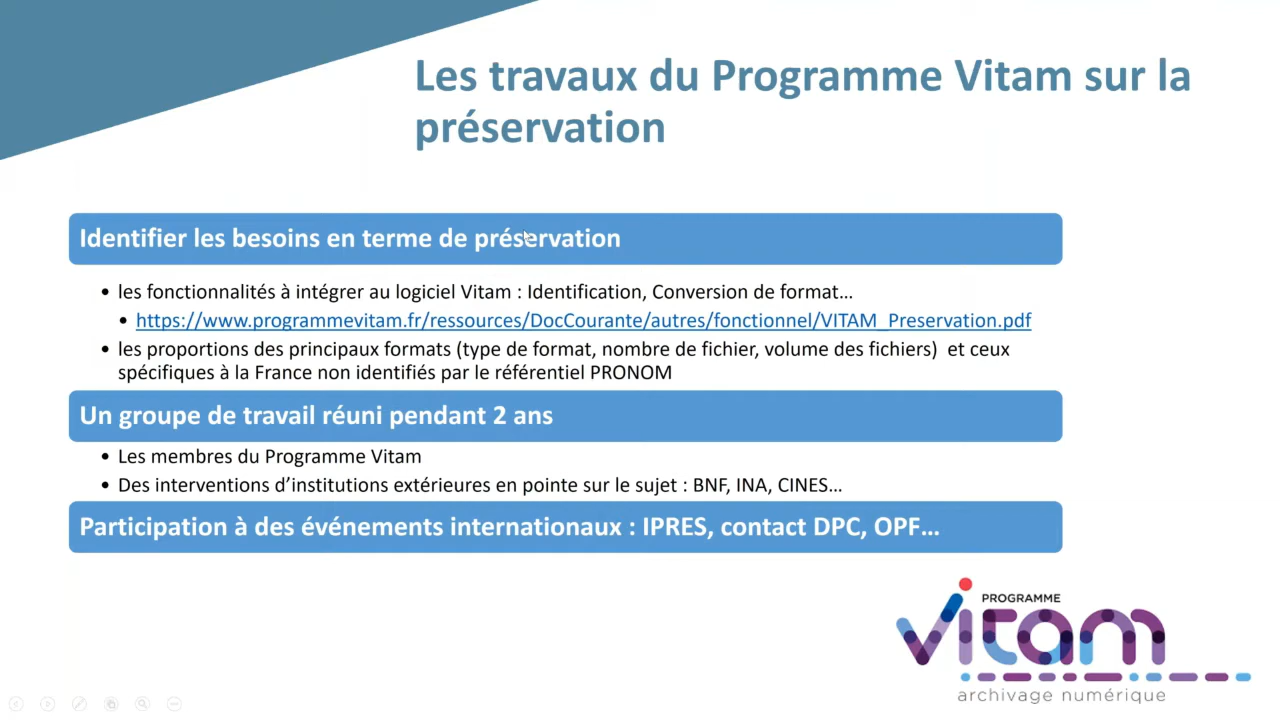 Les travaux du Programme Vitam sur la
préservation
Identifier les besoins en terme de préservation
• les fonctionnalités à intégrer au logiciel Vitam : Identification, Conversion de format…
• https://www.programmevitam.fr/ressources/DocCourante/autres/fonctionnel/VITAM_Preservation.pdf
• les proportions des principaux formats (type de format, nombre de fichier, volume des fichiers)  et ceux
spécifiques à la France non identifiés par le référentiel PRONOM
Un groupe de travail réuni pendant 2 ans
• Les membres du Programme Vitam
• Des interventions d’institutions extérieures en pointe sur le sujet : BNF, INA, CINES…
Participation à des événements internationaux : IPRES, contact DPC, OPF…
PROGRAMME
vitam
archivage numérique